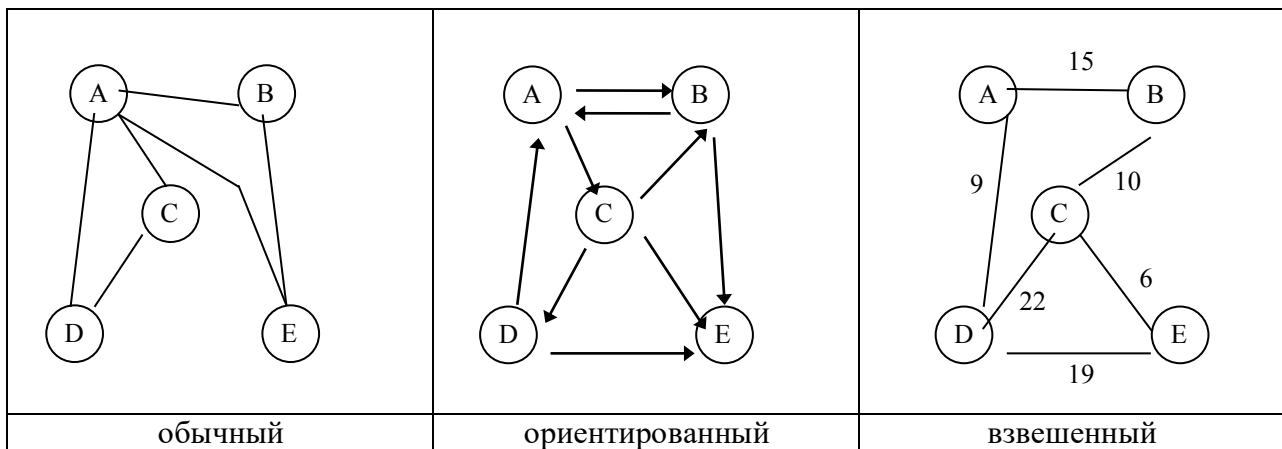 A B
C
D E
A B
C
D E
15
A B
9 10
C
22 6
D E
19
обычный
ориентированный
взвешенный